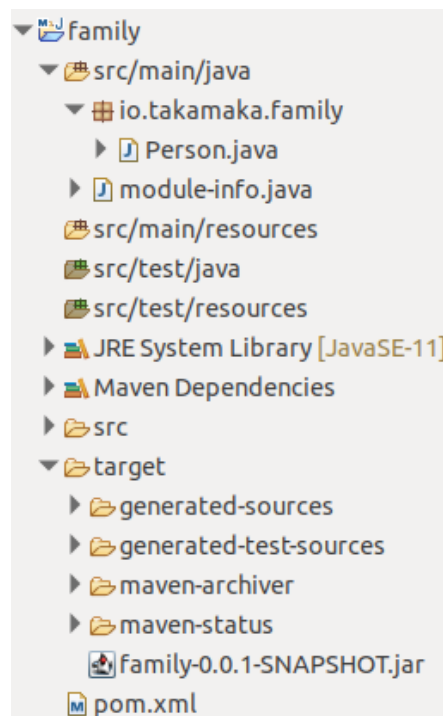 family
src/main/java
io.takamaka.family
Person.java
module-info.java
src/main/resources
src/test/java
src/test/resources
JRE System Library [JavaSE-11]
Maven Dependencies
src
target
generated-sources
generated-test-sources
maven-archiver
maven-status
family-0.0.1-SNAPSHOT.jar
pom.xml